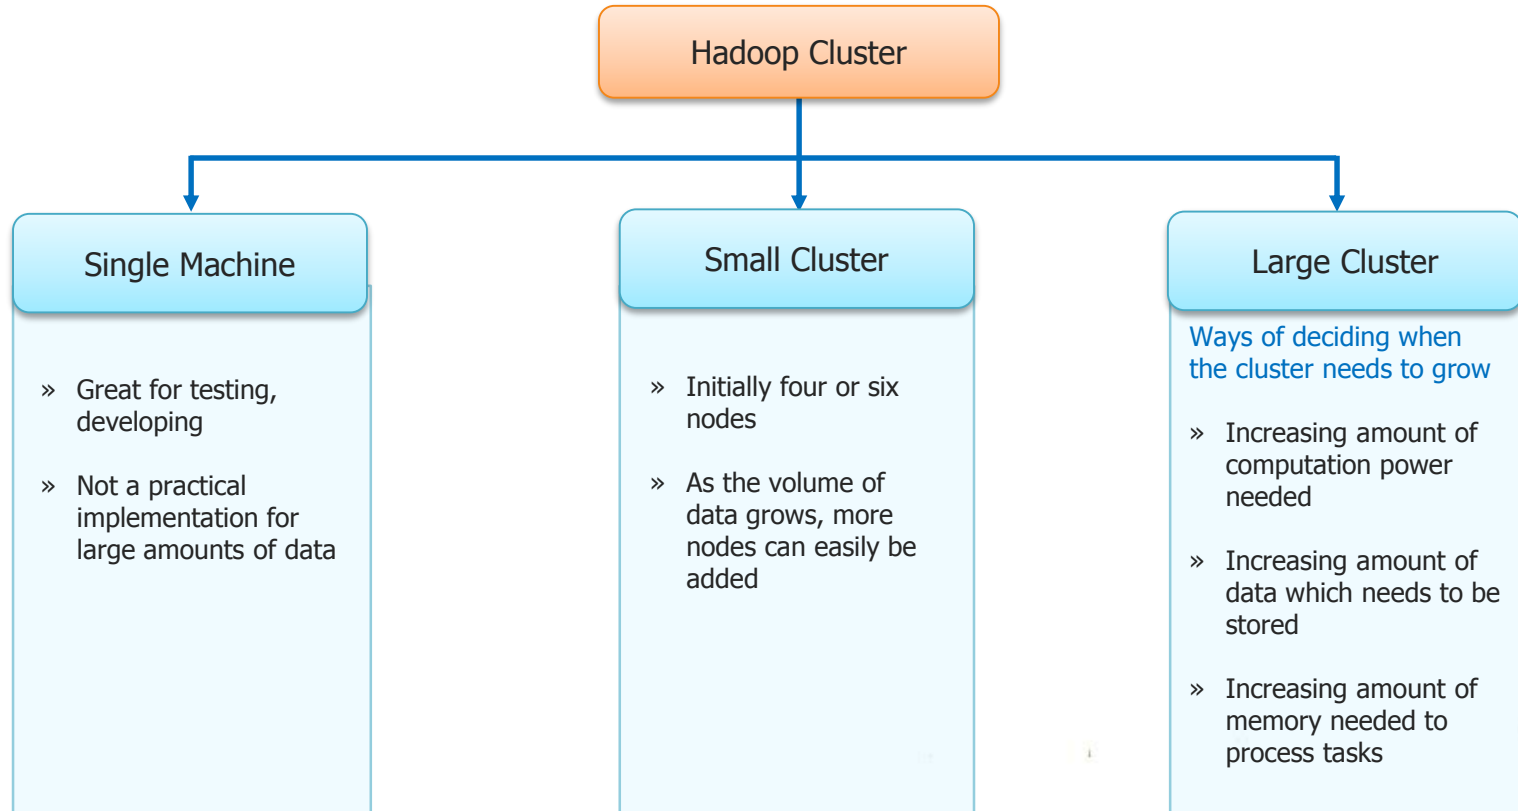 Hadoop Cluster
Single Machine
» Great for testing,
developing
» Not a practical
implementation for
large amounts of data
Small Cluster
» Initially four or six
nodes
» As the volume of
data grows, more
nodes can easily be
added
Large Cluster
Ways of deciding when
the cluster needs to grow
» Increasing amount of
computation power
needed
» Increasing amount of
data which needs to be
stored
» Increasing amount of
memory needed to
process tasks